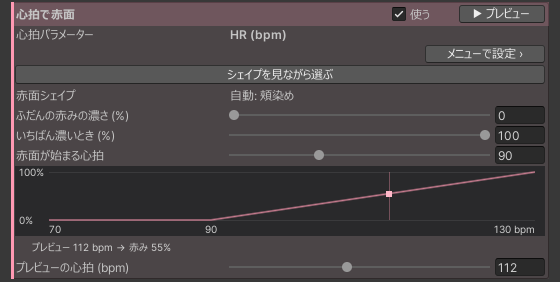 心拍で赤面 使う ▶ プレビュー
心拍パラメーター HR (bpm)
メニューで設定 ›
シェイプを見ながら選ぶ
赤面シェイプ 自動: 頬染め
ふだんの赤みの濃さ (%) 0
いちばん濃いとき (%) 100
赤面が始まる心拍 90
100%
0%
70 90 130 bpm
プレビュー 112 bpm → 赤み 55%
プレビューの心拍 (bpm) 112